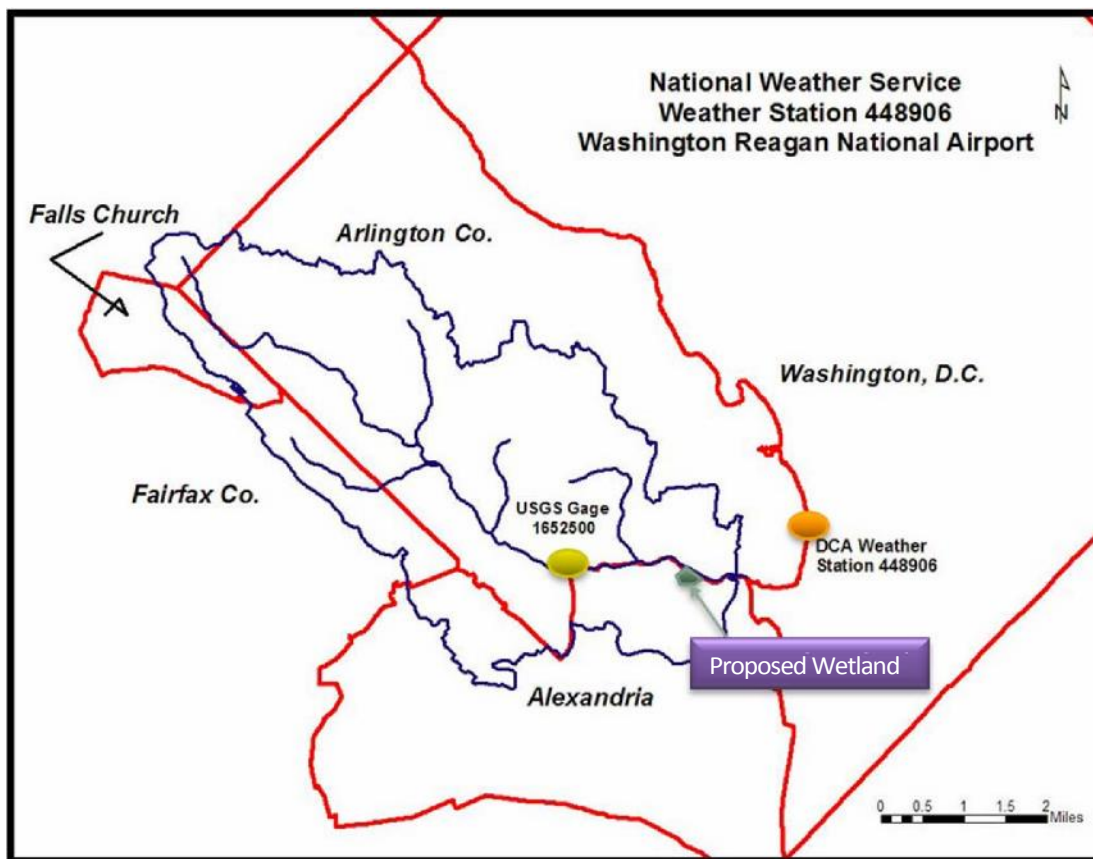 National Weather Service
Weather Station 448906
Washington Reagan National Airport
N
Falls Church
Arlington Co.
Washington, D.C.
Fairfax Co.
USGS Gage
1652500
DCA Weather
Station 448906
Proposed Wetland
Alexandria
0 0.5 1 1.5 2
Miles